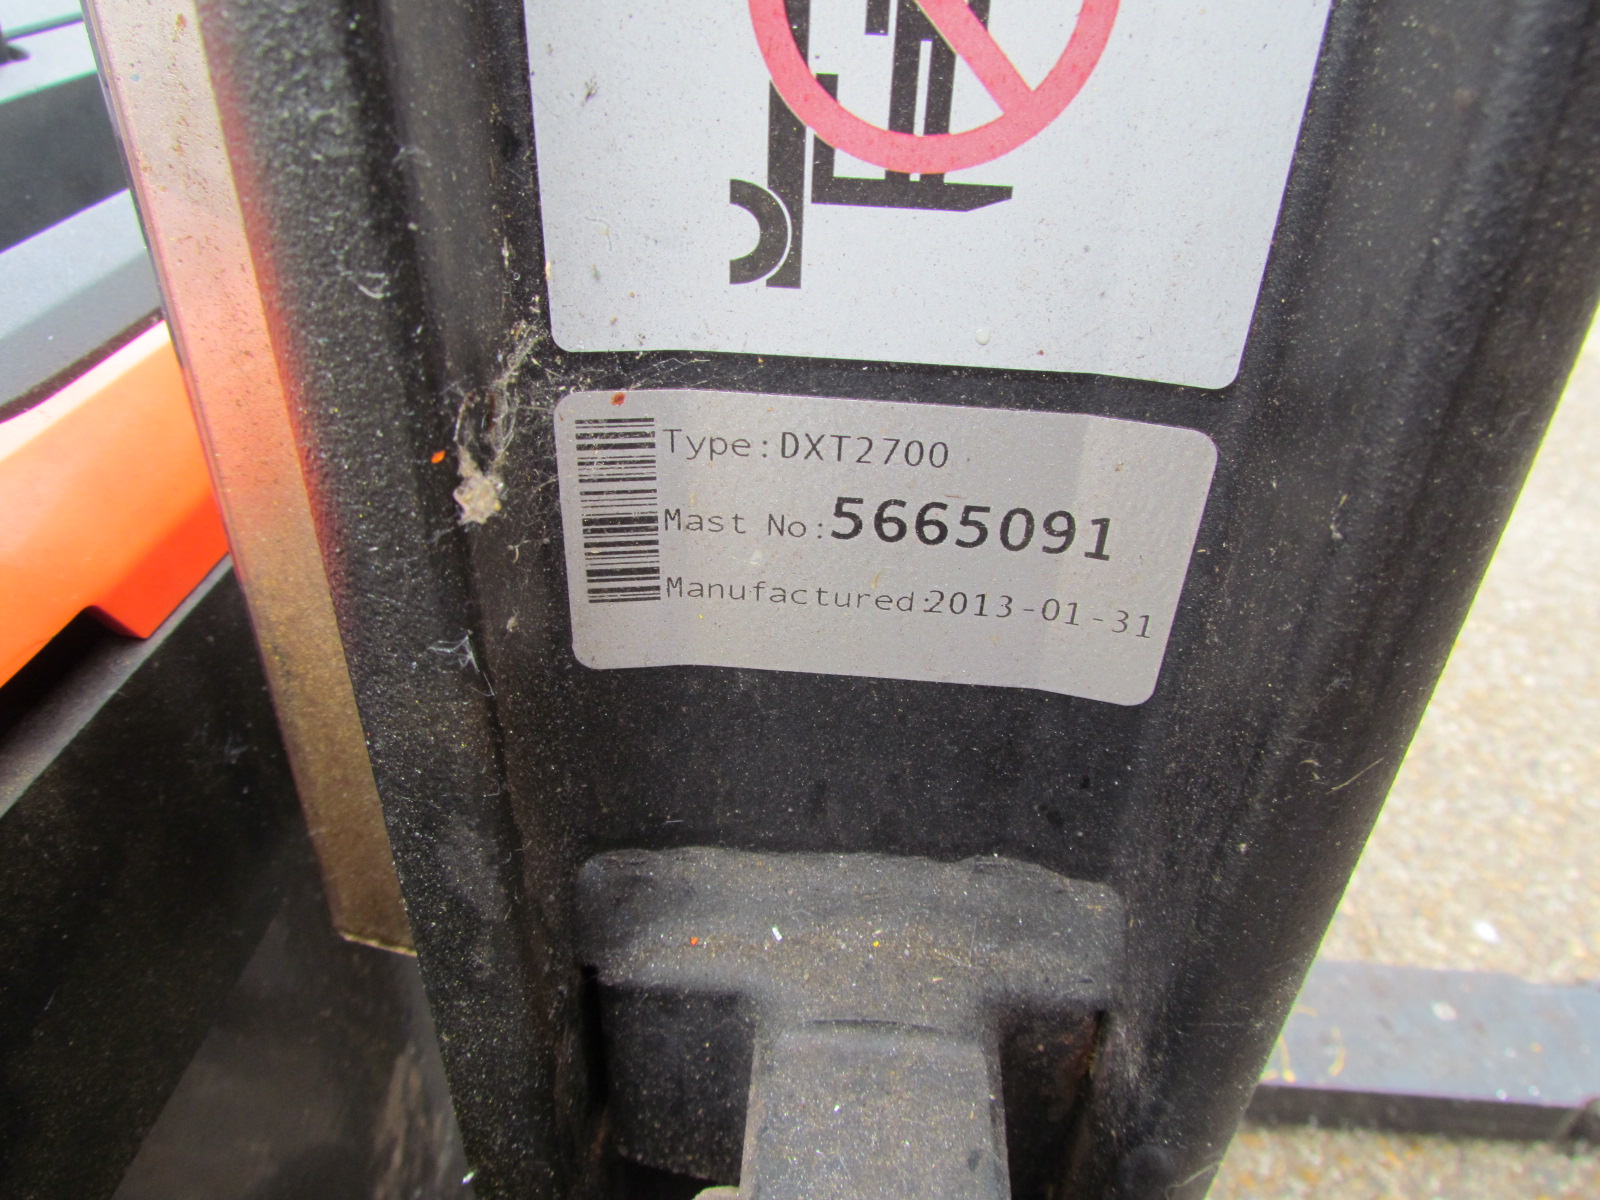 Type:DXT2700
Mast No:5665091
Manufactured:2013-01-31